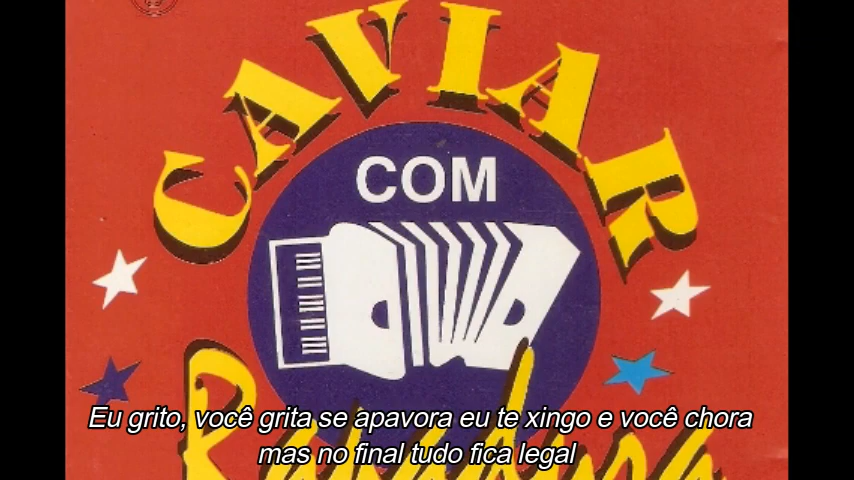 CAVIAR
COM
Rapadura
Eu grito, você grita se apavora eu te xingo e você chora
mas no final tudo fica legal